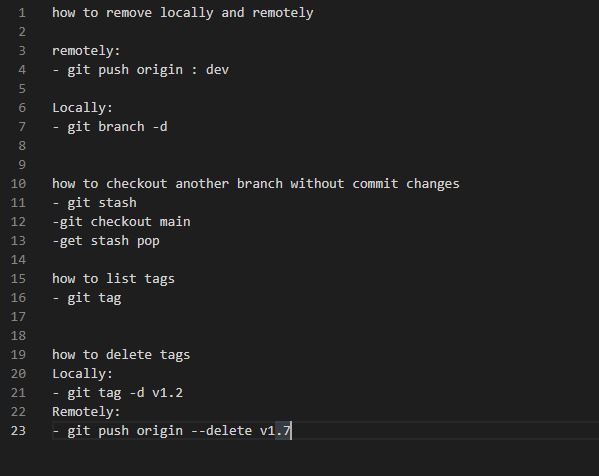 1 how to remove locally and remotely
2
3 remotely:
4 - git push origin : dev
5
6 Locally:
7 - git branch -d
8
9
10 how to checkout another branch without commit changes
11 - git stash
12 -git checkout main
13 -get stash pop
14
15 how to list tags
16 - git tag
17
18
19 how to delete tags
20 Locally:
21 - git tag -d v1.2
22 Remotely:
23 - git push origin --delete v1.7